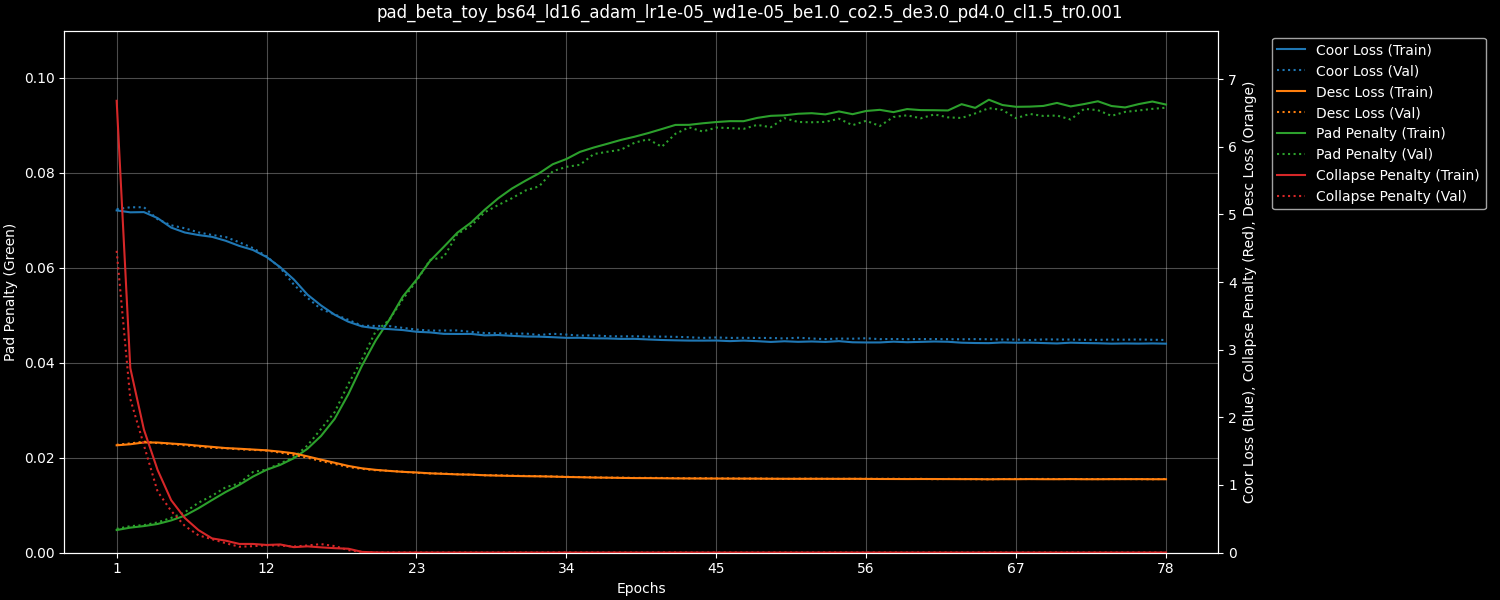 pad_beta_toy_bs64_ld16_adam_lr1e-05_wd1e-05_be1.0_co2.5_de3.0_pd4.0_cl1.5_tr0.001
Pad Penalty (Green)
0.10
0.08
0.06
0.04
0.02
0.00
1
12
23
34
45
56
67
78
Epochs
7
6
5
4
3
2
1
0
Coor Loss (Blue), Collapse Penalty (Red), Desc Loss (Orange)
Coor Loss (Train)
Coor Loss (Val)
Desc Loss (Train)
Desc Loss (Val)
Pad Penalty (Train)
Pad Penalty (Val)
Collapse Penalty (Train)
Collapse Penalty (Val)